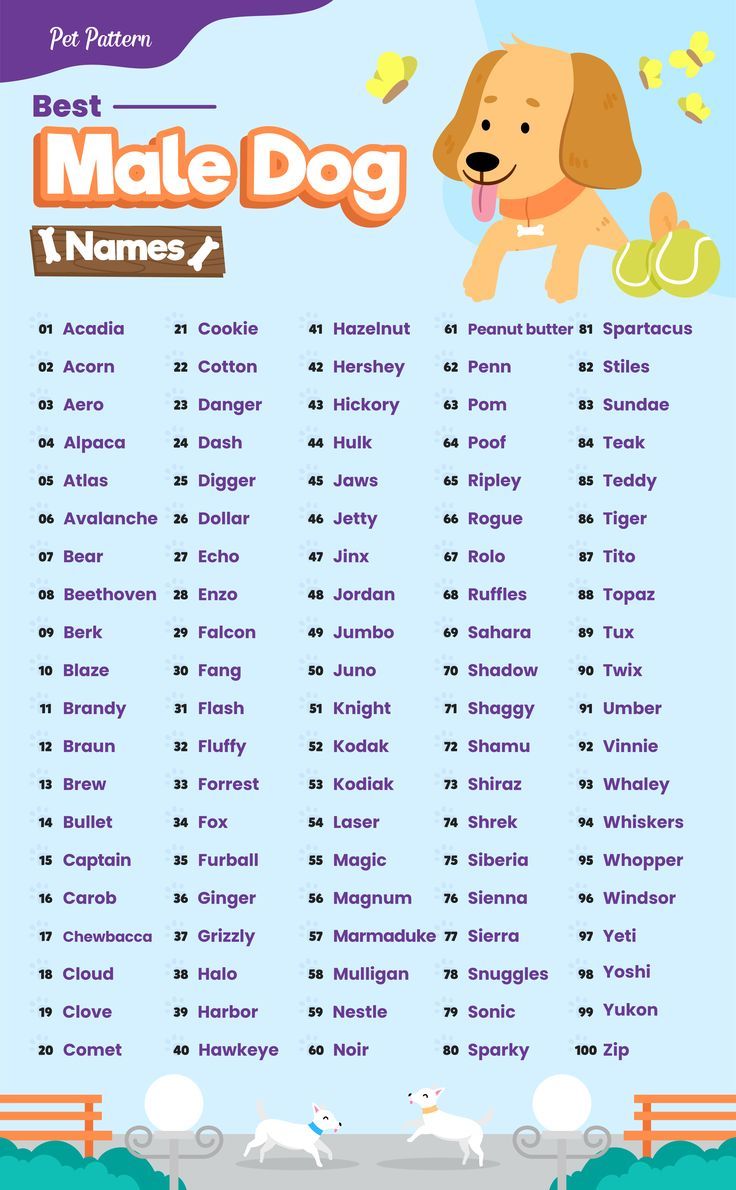 Pet Pattern
Best
Male Dog
Names
01 Acadia
02 Acorn
03 Aero
04 Alpaca
05 Atlas
06 Avalanche
07 Bear
08 Beethoven
09 Berk
10 Blaze
11 Brandy
12 Braun
13 Brew
14 Bullet
15 Captain
16 Carob
17 Chewbacca
18 Cloud
19 Clove
20 Comet
21 Cookie
22 Cotton
23 Danger
24 Dash
25 Digger
26 Dollar
27 Echo
28 Enzo
29 Falcon
30 Fang
31 Flash
32 Fluffy
33 Forrest
34 Fox
35 Furball
36 Ginger
37 Grizzly
38 Halo
39 Harbor
40 Hawkeye
41 Hazelnut
42 Hershey
43 Hickory
44 Hulk
45 Jaws
46 Jetty
47 Jinx
48 Jordan
49 Jumbo
50 Juno
51 Knight
52 Kodak
53 Kodiak
54 Laser
55 Magic
56 Magnum
57 Marmaduke
58 Mulligan
59 Nestle
60 Noir
61 Peanut butter
62 Penn
63 Pom
64 Poof
65 Ripley
66 Rogue
67 Rolo
68 Ruffles
69 Sahara
70 Shadow
71 Shaggy
72 Shamu
73 Shiraz
74 Shrek
75 Siberia
76 Sienna
77 Sierra
78 Snuggles
79 Sonic
80 Sparky
81 Spartacus
82 Stiles
83 Sundae
84 Teak
85 Teddy
86 Tiger
87 Tito
88 Topaz
89 Tux
90 Twix
91 Umber
92 Vinnie
93 Whaley
94 Whiskers
95 Whopper
96 Windsor
97 Yeti
98 Yoshi
99 Yukon
100 Zip